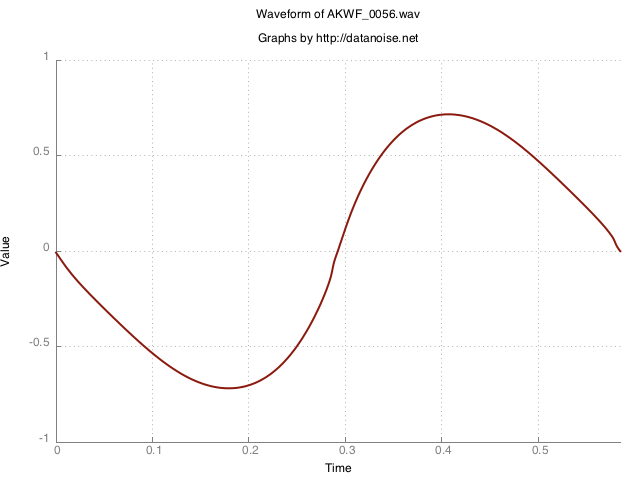 Waveform of AKWF_0056.wav
Graphs by http://datanoise.net
1
0.5
0
-0.5
-1
Value
0 0.1 0.2 0.3 0.4 0.5
Time